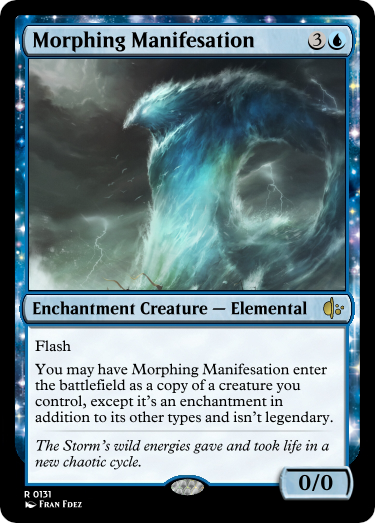 Morphing Manifesation 3
Enchantment Creature — Elemental
Flash
You may have Morphing Manifesation enter
the battlefield as a copy of a creature you
control, except it's an enchantment in
addition to its other types and isn't legendary.
The Storm's wild energies gave and took life in a
new chaotic cycle.
0/0
R 0131
Fran Fdez